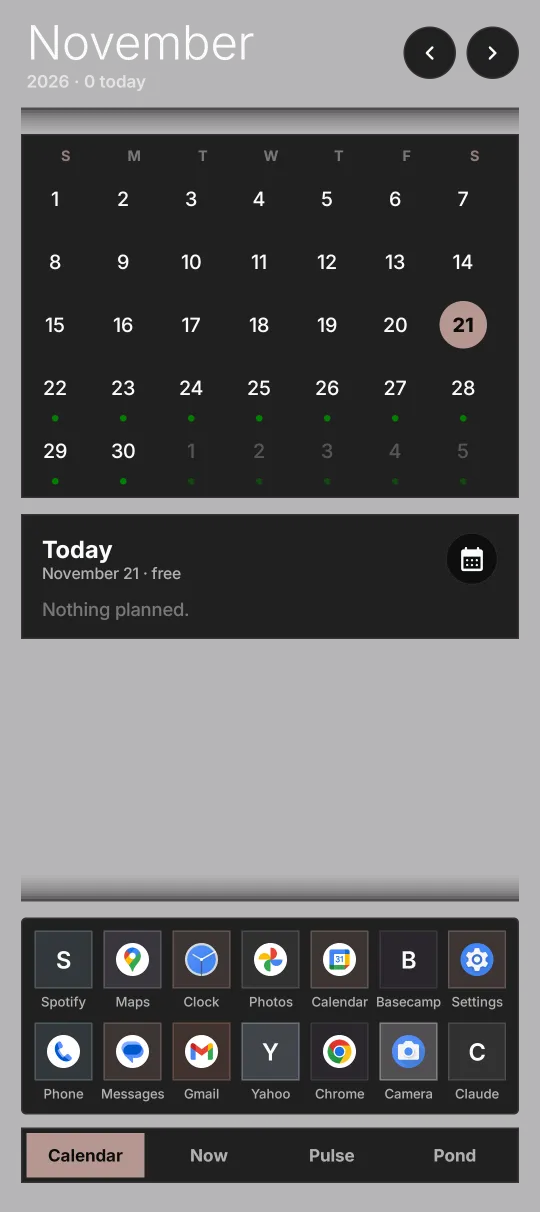 November
2026 · 0 today
S M T W T F S
1 2 3 4 5 6 7
8 9 10 11 12 13 14
15 16 17 18 19 20 21
22 23 24 25 26 27 28
29 30 1 2 3 4 5
Today
November 21 · free
Nothing planned.
S B
31
Spotify Maps Clock Photos Calendar Basecamp Settings
Y C
Phone Messages Gmail Yahoo Chrome Camera Claude
Calendar Now Pulse Pond